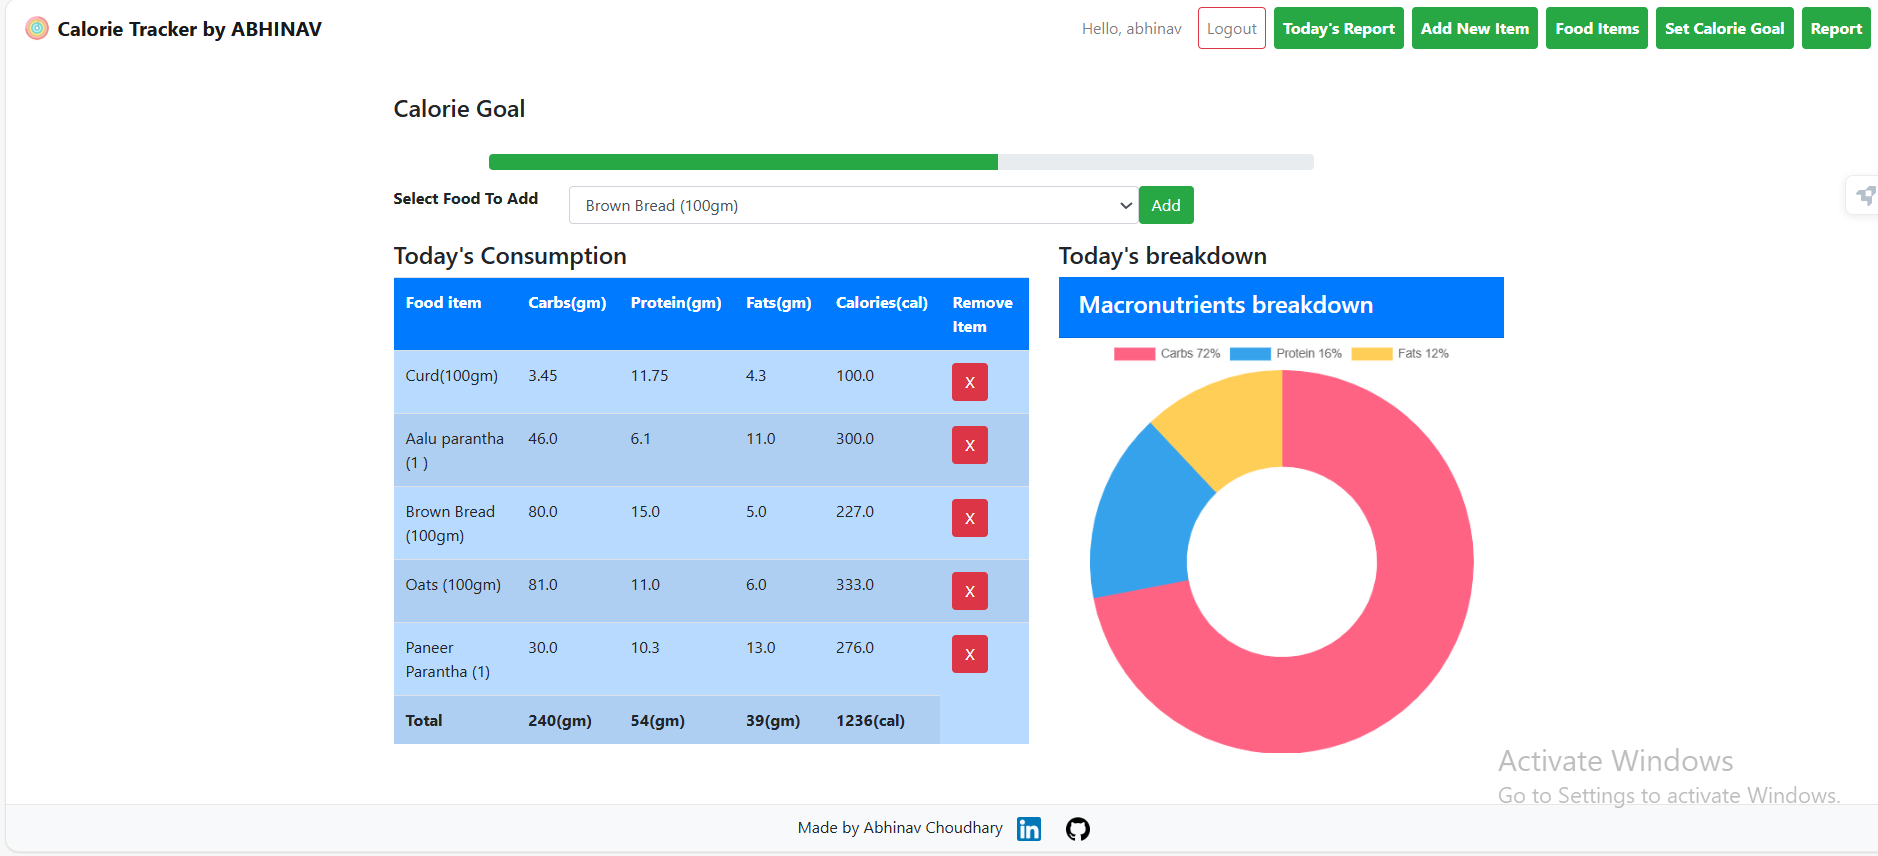 Calorie Tracker by ABHINAV
Hello, abhinav Logout Today's Report Add New Item Food Items Set Calorie Goal Report
Calorie Goal
Select Food To Add Brown Bread (100gm) Add
Today's Consumption
Food item Carbs(gm) Protein(gm) Fats(gm) Calories(cal) Remove
Item
Curd(100gm) 3.45 11.75 4.3 100.0 X
Aalu parantha 46.0 6.1 11.0 300.0 X
(1 )
Brown Bread 80.0 15.0 5.0 227.0 X
(100gm)
Oats (100gm) 81.0 11.0 6.0 333.0 X
Paneer 30.0 10.3 13.0 276.0 X
Parantha (1)
Total 240(gm) 54(gm) 39(gm) 1236(cal)
Today's breakdown
Macronutrients breakdown
Carbs 72% Protein 16% Fats 12%
Activate Windows
Go to Settings to activate Windows.
Made by Abhinav Choudhary in